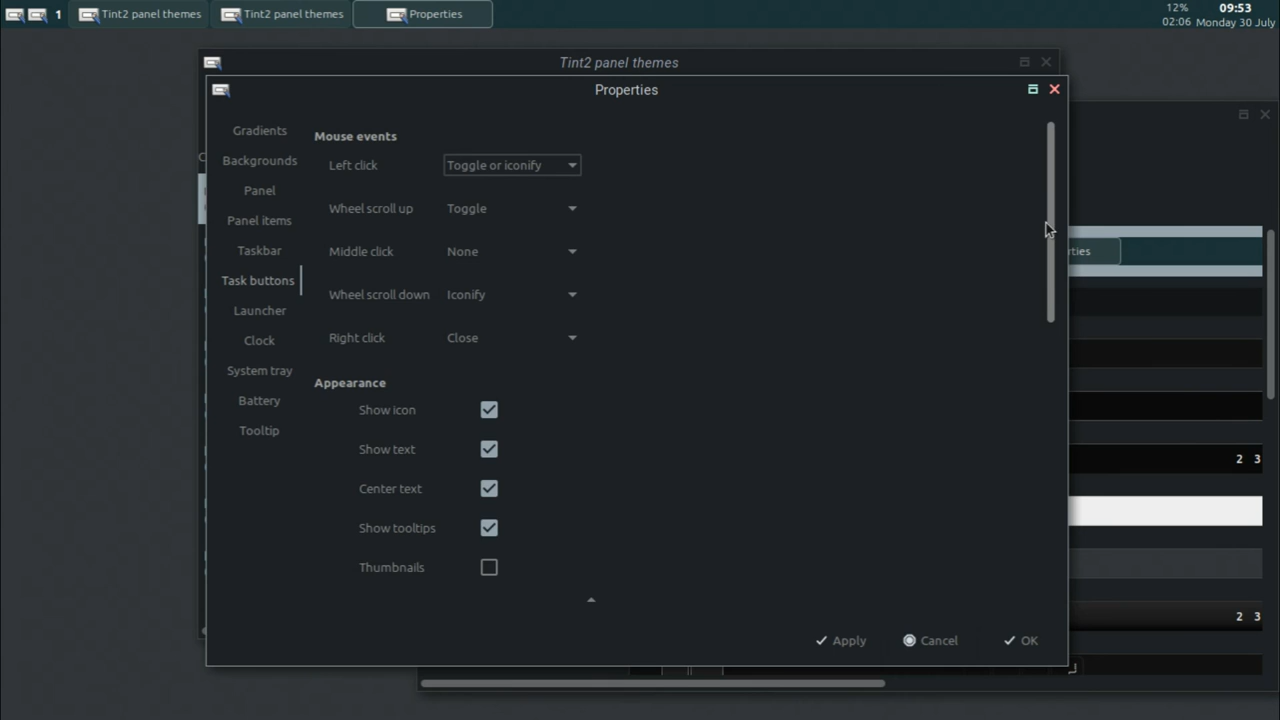 1 Tint2 panel themes Tint2 panel themes Properties 12% 09:53
02:06 Monday 30 July
Tint2 panel themes
Properties
Gradients
Backgrounds
Panel
Panel items
Taskbar
Task buttons
Launcher
Clock
System tray
Battery
Tooltip
Mouse events
Left click Toggle or iconify
Wheel scroll up Toggle
Middle click None
Wheel scroll down Iconify
Right click Close
Appearance
Show icon
Show text
Center text
Show tooltips
Thumbnails
Apply Cancel OK
rties
2 3
2 3